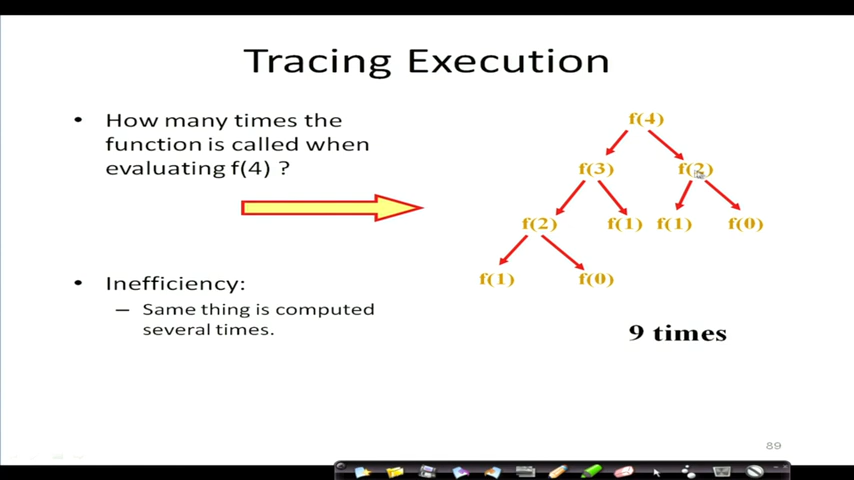 Tracing Execution
• How many times the
function is called when
evaluating f(4) ?
• Inefficiency:
– Same thing is computed
several times.
f(4)
f(3) f(2)
f(2) f(1) f(1) f(0)
f(1) f(0)
9 times
89